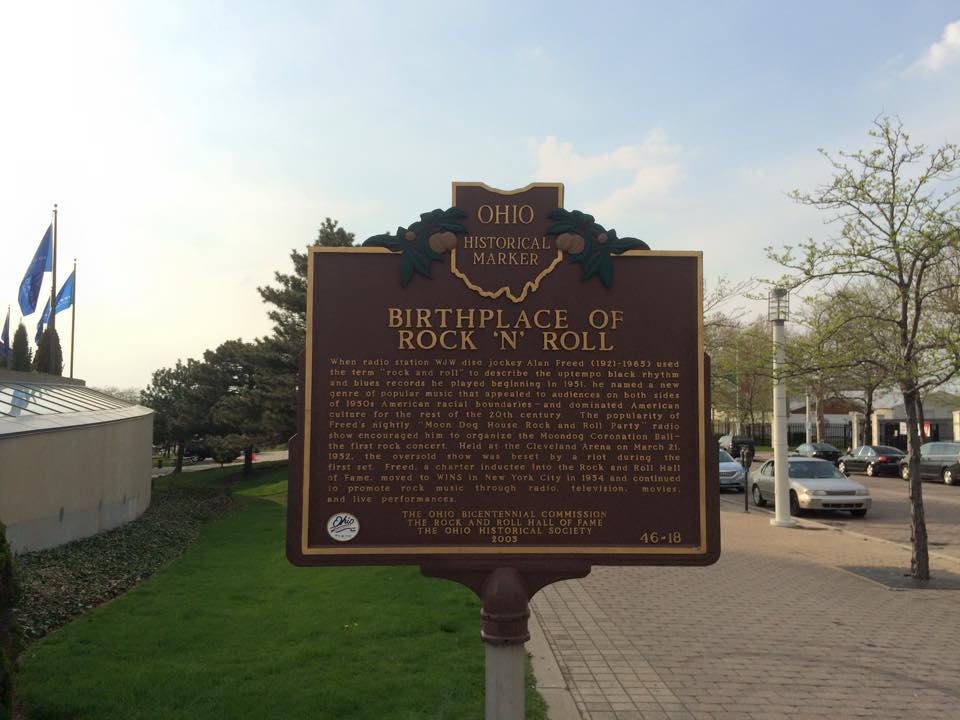 OHIO
HISTORICAL
MARKER
BIRTHPLACE OF
ROCK 'N' ROLL
When radio station WJW disc jockey Alan Freed (1921-1965) used
the term "rock and roll" to describe the uptempo black rhythm
and blues records he played beginning in 1951, he named a new
genre of popular music that appealed to audiences on both sides
of 1950s American racial boundaries—and dominated American
culture for the rest of the 20th century. The popularity of
Freed's nightly "Moon Dog House Rock and Roll Party" radio
show encouraged him to organize the Moondog Coronation Ball—
the first rock concert. Held at the Cleveland Arena on March 21,
1952, the oversold show was beset by a riot during the
first set. Freed, a charter inductee into the Rock and Roll Hall
of Fame, moved to WINS in New York City in 1954 and continued
to promote rock music through radio, television, movies,
and live performances.
THE OHIO BICENTENNIAL COMMISSION
THE ROCK AND ROLL HALL OF FAME
THE OHIO HISTORICAL SOCIETY
2003
Ohio
46-18